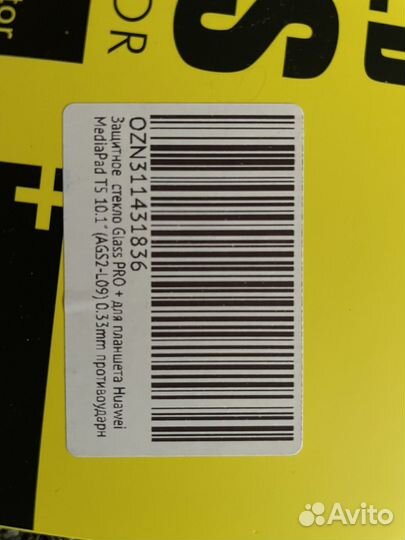 OZN311431836
Защитное стекло Glass PRO + для планшета Huawei
MediaPad T5 10.1" (AGS2-L09) 0.33mm противоударн
tor
OR
S
+
Avito